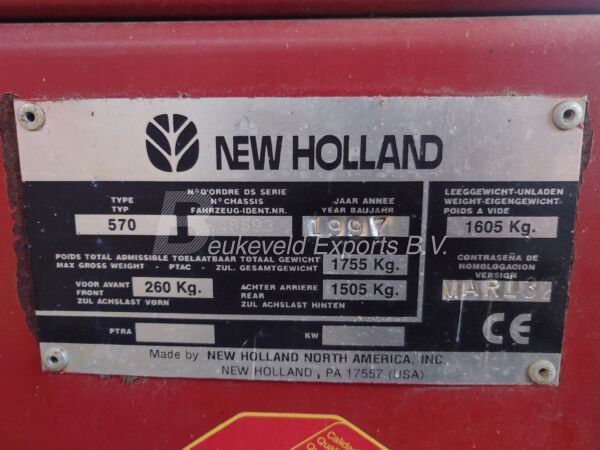 NEW HOLLAND
N°D'ORDRE DS SERIE
TYPE N°CHASSIS JAAR ANNEE LEEGGEWICHT-UNLADEN
TYP FAHRZEUG-IDENT.NR. YEAR BAUJAHR WEIGHT-EIGENGEWICHT
POIDS A VIDE
570 1997 1605 Kg.
Beukeveld Exports B.V.
POIDS TOTAL ADMISSIBLE TOELAATBAAR TOTAAL GEWICHT
MAX GROSS WEIGHT - PTAC - ZUL. GESAMTGEWICHT 1755 Kg.
CONTRASEÑA DE
HOMOLOGACION
VERSION
VOOR AVANT ACHTER ARRIERE
FRONT 260 Kg. REAR 1505 Kg.
ZUL ACHSLAST VORN ZUL ACHSLAST HINTEN
PTRA KW CE
Made by NEW HOLLAND NORTH AMERICA, INC.
NEW HOLLAND , PA 17557 (USA)